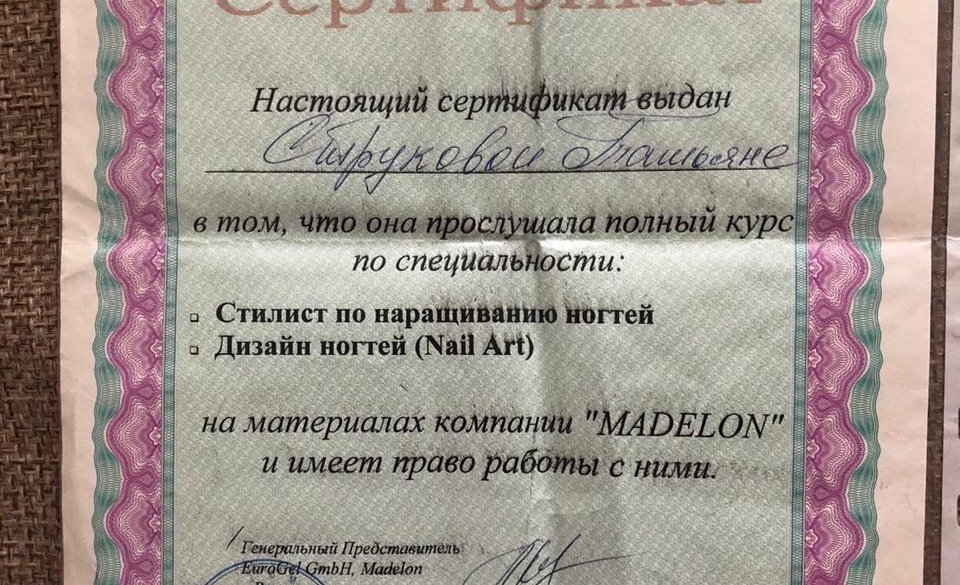 Сертификат
Настоящий сертификат выдан
Струковой Татьяне
в том, что она прослушала полный курс
по специальности:
Стилист по наращиванию ногтей
Дизайн ногтей (Nail Art)
на материалах компании "MADELON"
и имеет право работы с ними.
Генеральный Представитель
EuroGel GmbH, Madelon